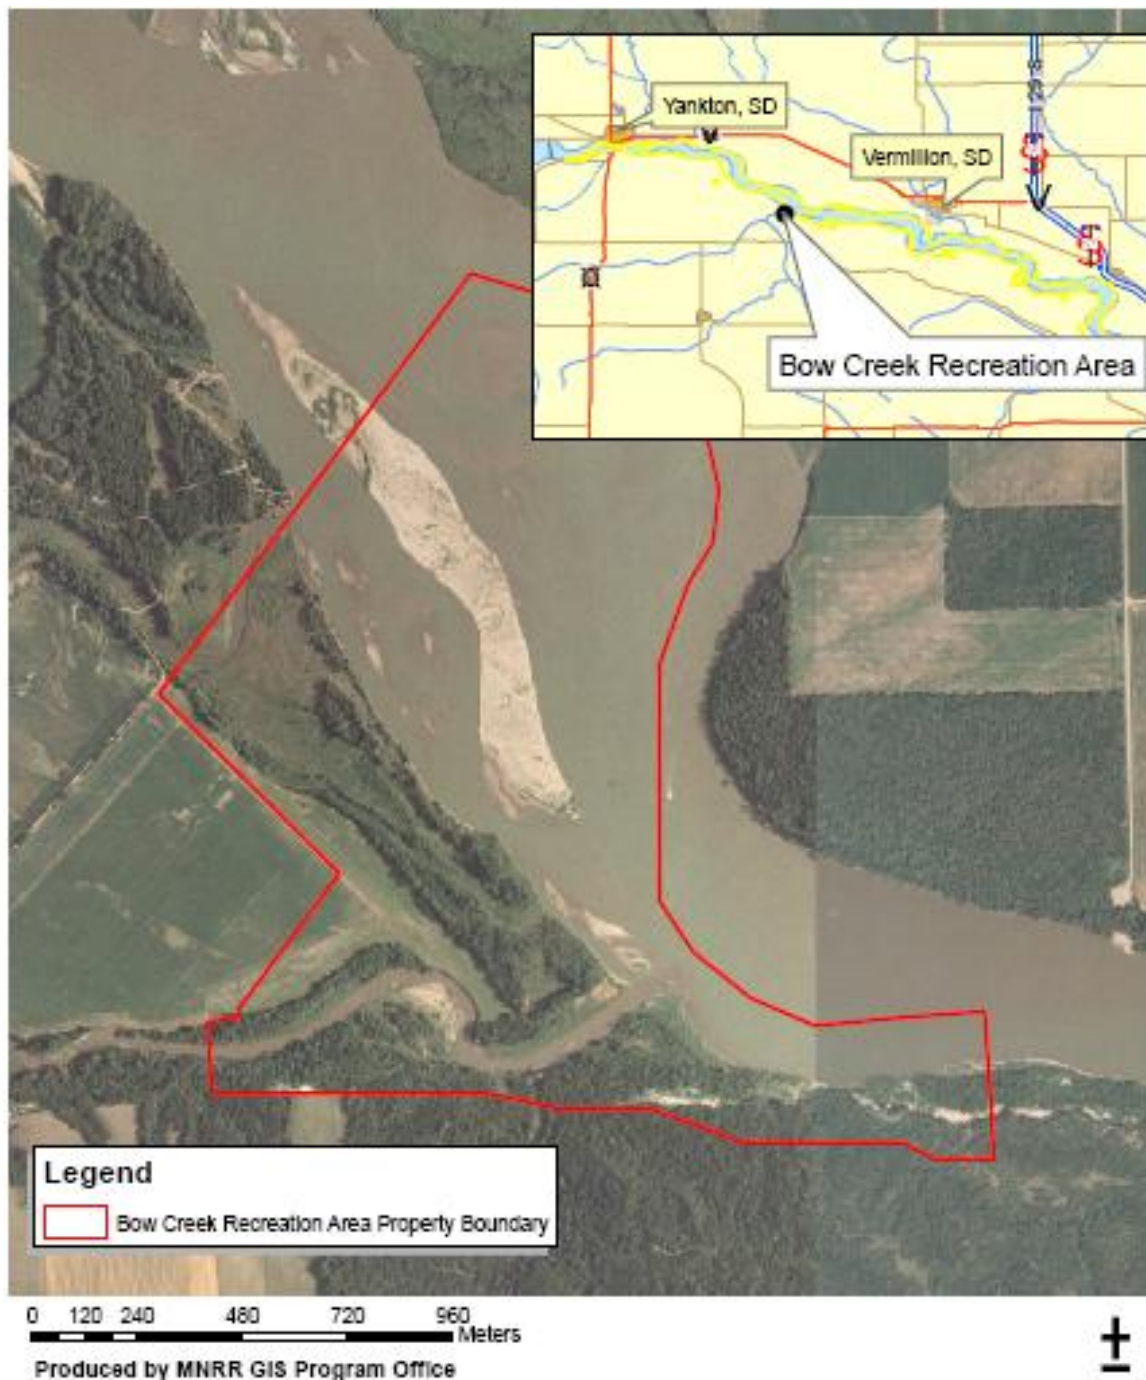 Yankton, SD
Vermillion, SD
Bow Creek Recreation Area
Legend
Bow Creek Recreation Area Property Boundary
0 120 240 480 720 960
Meters
Produced by MNRR GIS Program Office